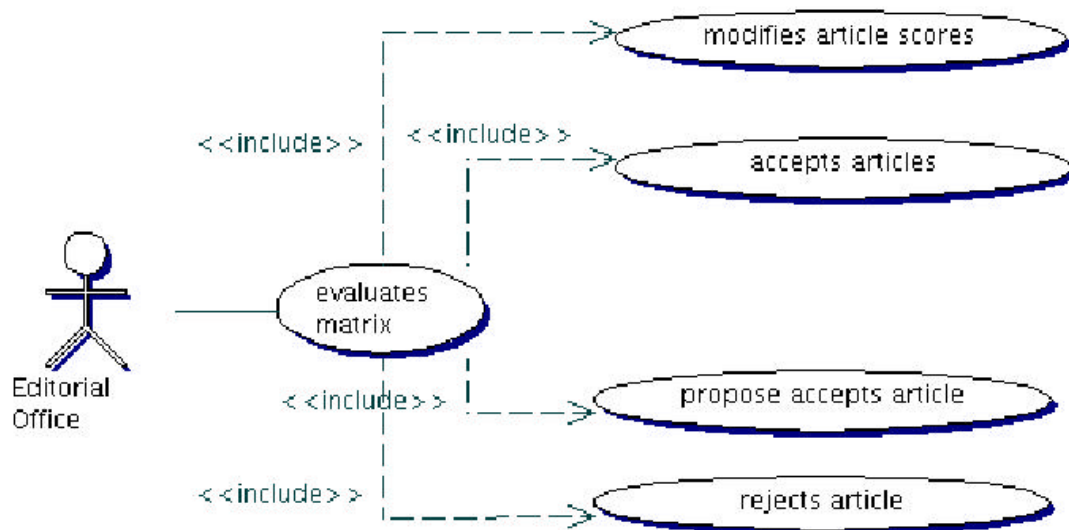 modifies article scores
<<include>>
<<include>>
accepts articles
evaluates
matrix
Editorial
Office
<<include>>
propose accepts article
<<include>>
rejects article